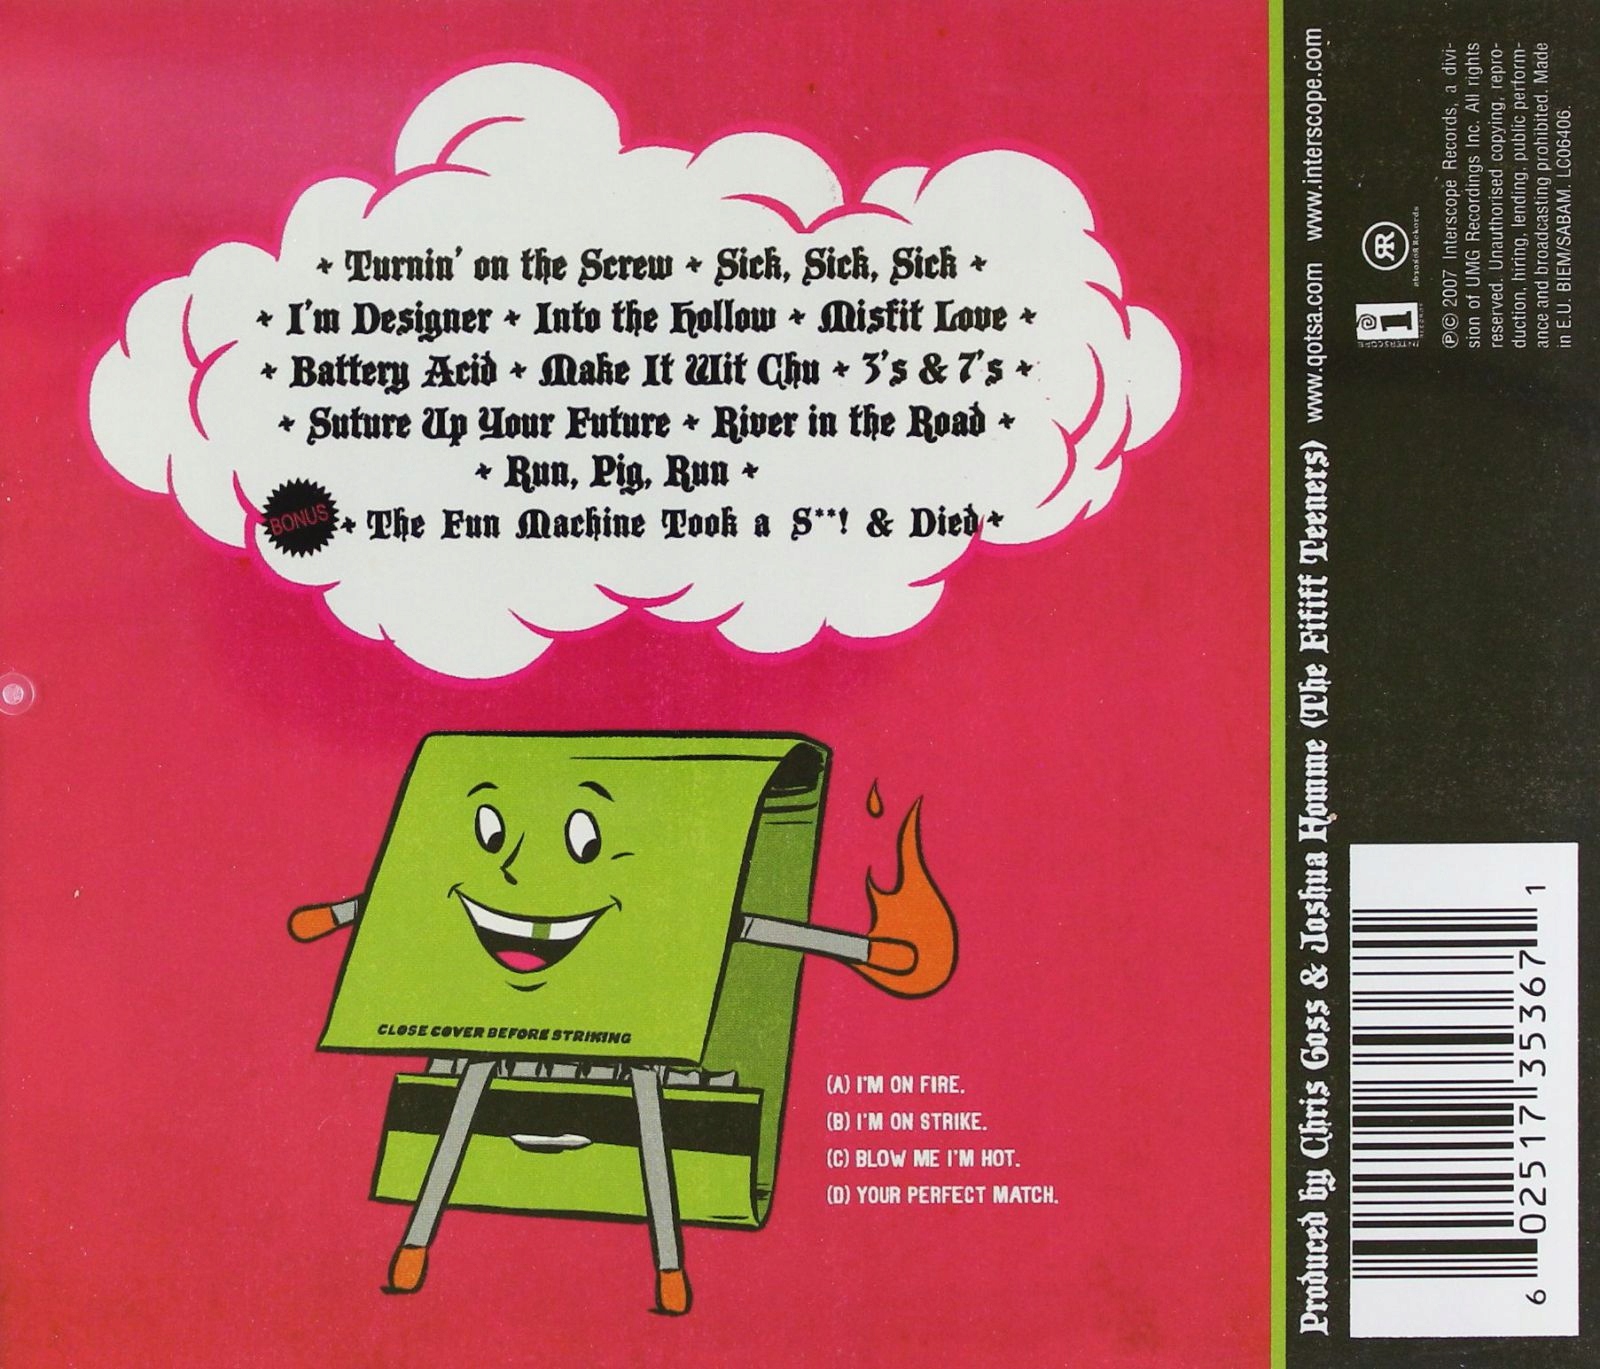 + Turnin' on the Screw + Sick, Sick, Sick +
+ I'm Designer + Into the Hollow + Misfit Love +
+ Battery Acid + Make It Wit Chu + 3's & 7's +
+ Suture Up Your Future + River in the Road +
+ Run, Pig, Run +
BONUS + The Fun Machine Took a S**! & Died +
CLOSE COVER BEFORE STRIKING
(A) I'M ON FIRE.
(B) I'M ON STRIKE.
(C) BLOW ME I'M HOT.
(D) YOUR PERFECT MATCH.
Produced by Chris Goss & Joshua Homme (The Fififf Teeners) www.qotsa.com www.interscope.com
INTERSCOPE
RECORDS
RR
Rekords Rekords
℗© 2007 Interscope Records, a divi-
sion of UMG Recordings Inc. All rights
reserved. Unauthorised copying, repro-
duction, hiring, lending, public perform-
ance and broadcasting prohibited. Made
in E.U. BIEM/SABAM. LC06406.
6 02517 35367 1